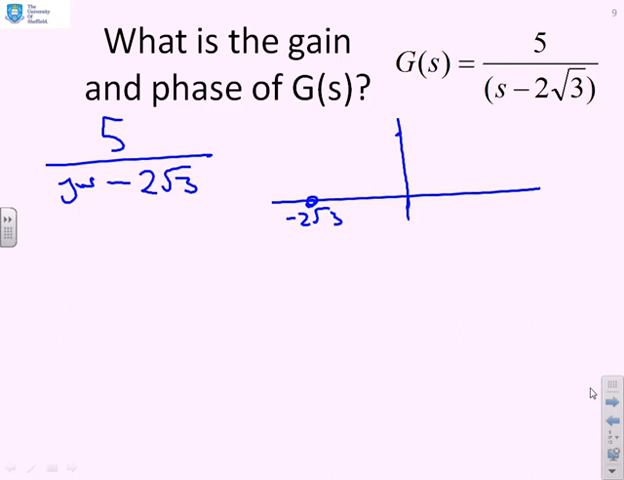 The
University
Of
Sheffield.
9
What is the gain
and phase of G(s)?
G(s) = 5 / (s − 2√3)
5 / (jw − 2√3)
−2√3